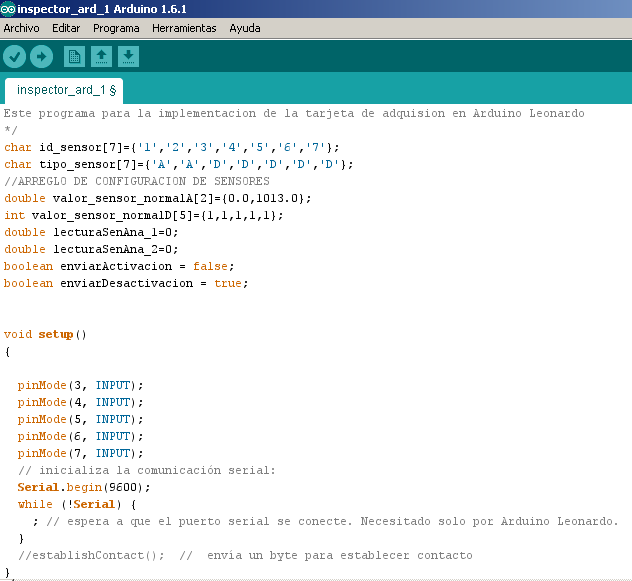 inspector_ard_1 Arduino 1.6.1
Archivo Editar Programa Herramientas Ayuda
inspector_ard_1 §
Este programa para la implementacion de la tarjeta de adquision en Arduino Leonardo
*/
char id_sensor[7]={'1','2','3','4','5','6','7'};
char tipo_sensor[7]={'A','A','D','D','D','D','D'};
//ARREGLO DE CONFIGURACION DE SENSORES
double valor_sensor_normalA[2]={0.0,1013.0};
int valor_sensor_normalD[5]={1,1,1,1,1};
double lecturaSenAna_1=0;
double lecturaSenAna_2=0;
boolean enviarActivacion = false;
boolean enviarDesactivacion = true;
void setup()
{
pinMode(3, INPUT);
pinMode(4, INPUT);
pinMode(5, INPUT);
pinMode(6, INPUT);
pinMode(7, INPUT);
// inicializa la comunicación serial:
Serial.begin(9600);
while (!Serial) {
; // espera a que el puerto serial se conecte. Necesitado solo por Arduino Leonardo.
}
//establishContact(); // envia un byte para establecer contacto
}